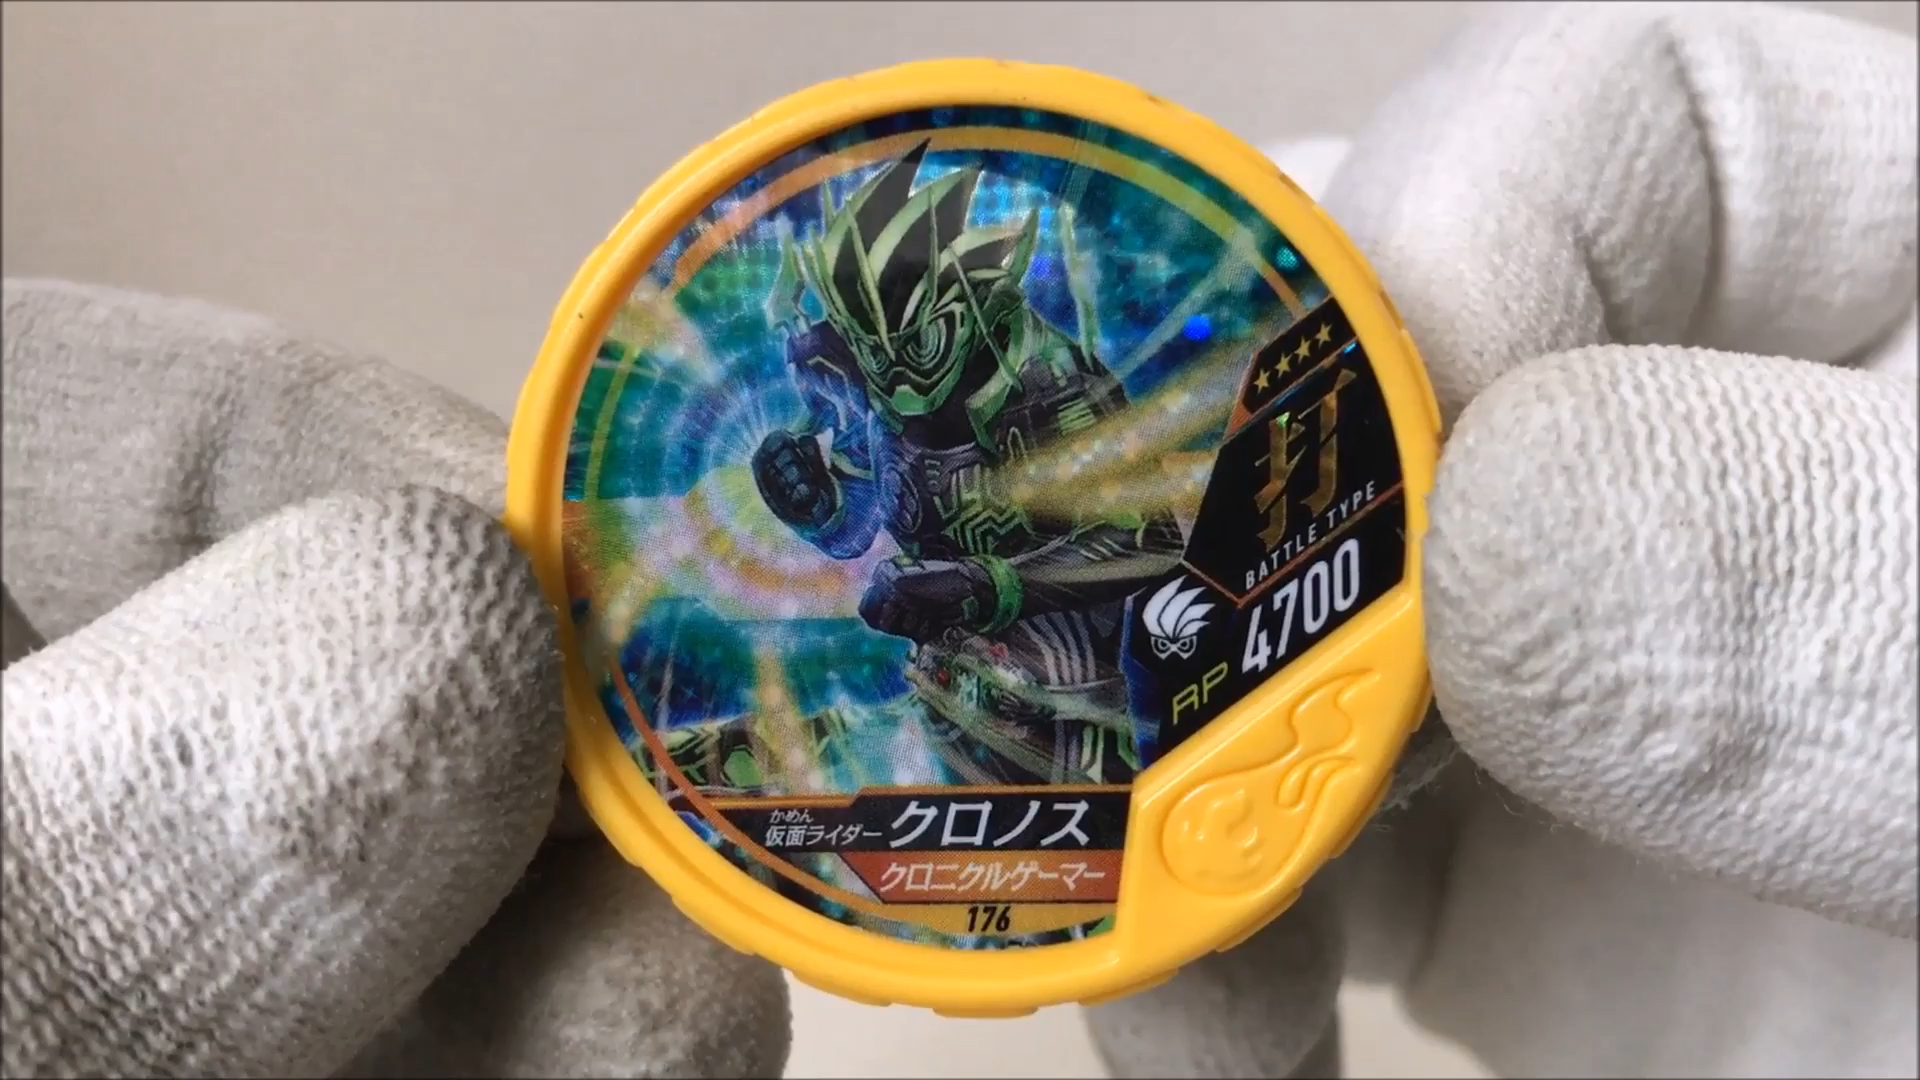 ★★★★
打
BATTLE TYPE
4700
RP
かめん
仮面ライダー クロノス
クロニクルゲーマー
176